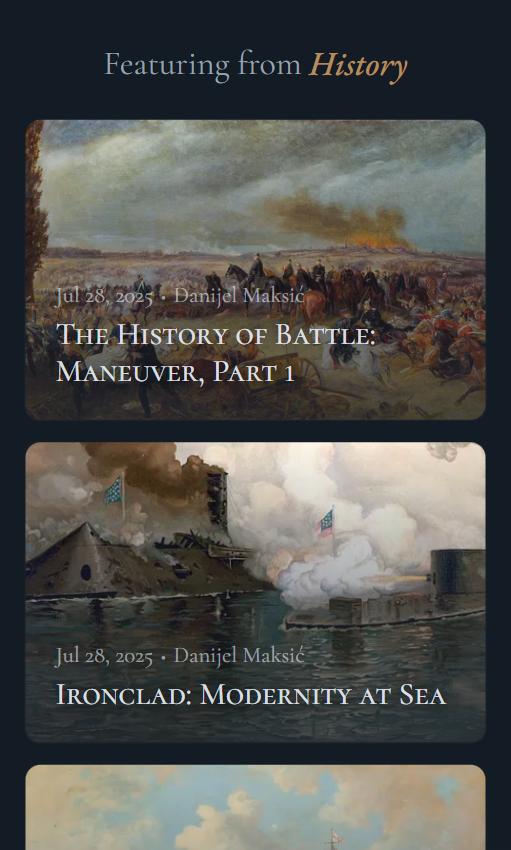 Featuring from History
Jul 28, 2025 • Danijel Maksić
The History of Battle:
Maneuver, Part 1
Jul 28, 2025 • Danijel Maksić
Ironclad: Modernity at Sea